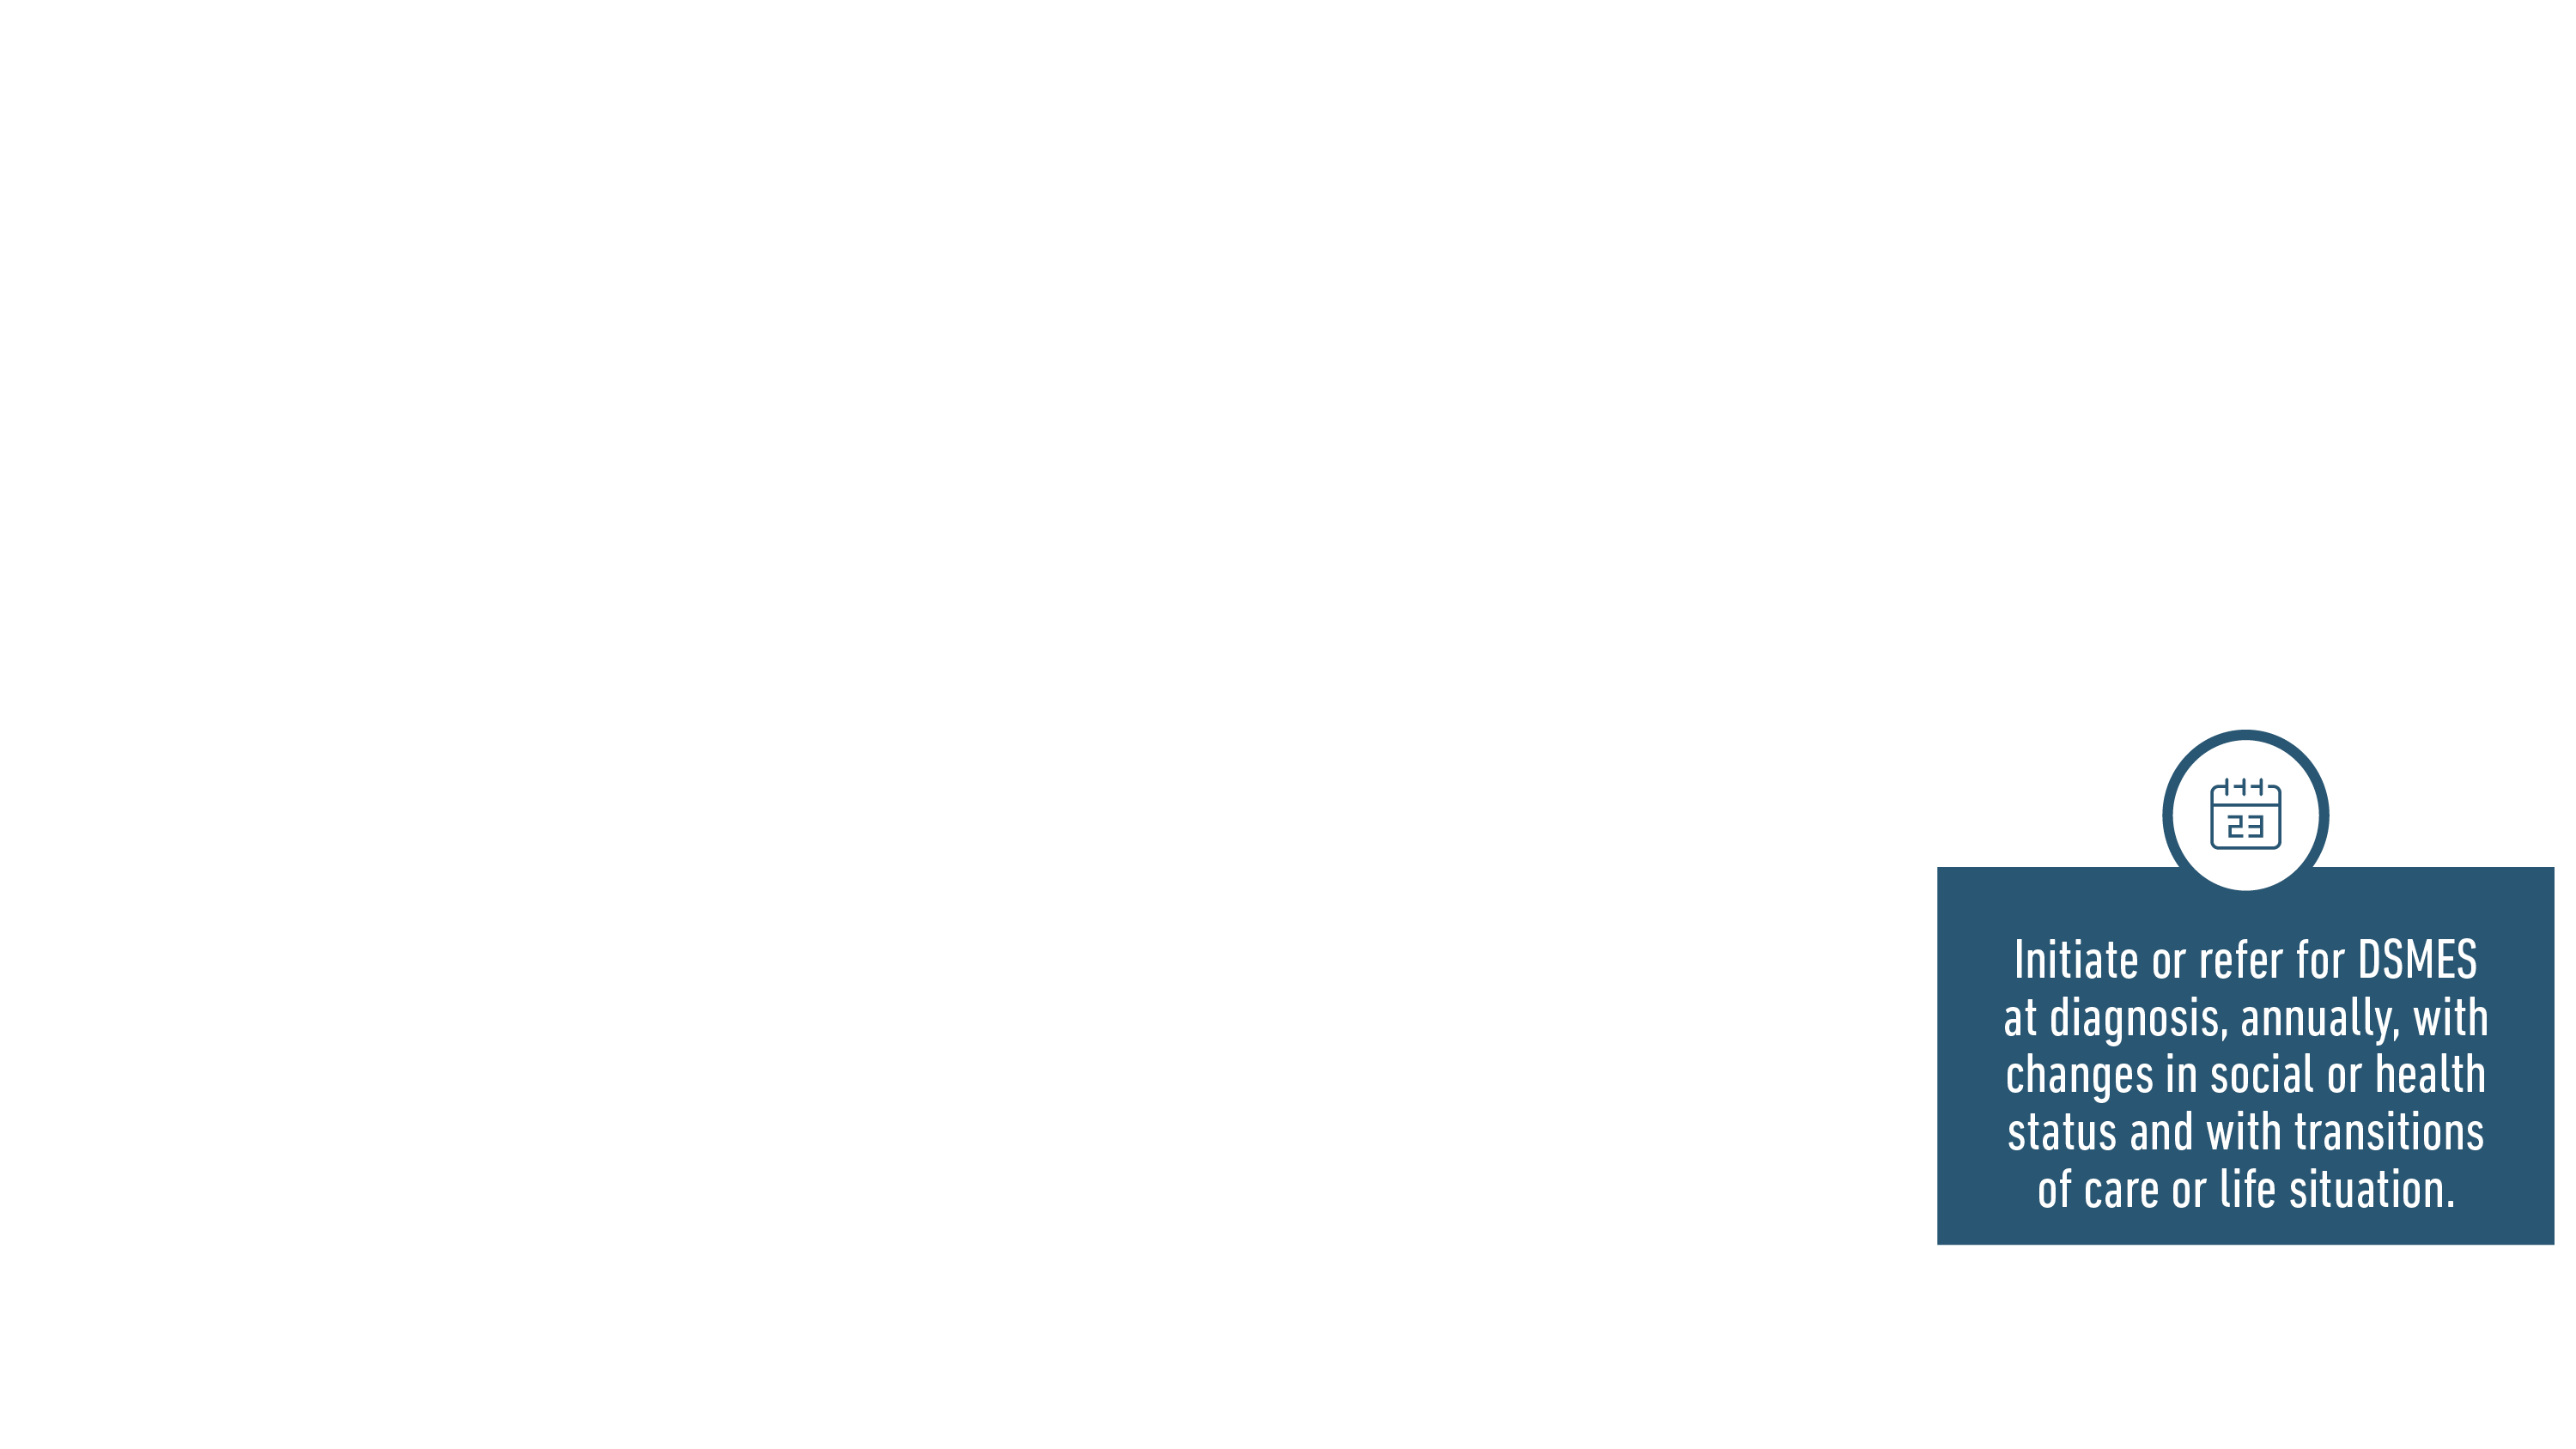 23
Initiate or refer for DSMES
at diagnosis, annually, with
changes in social or health
status and with transitions
of care or life situation.